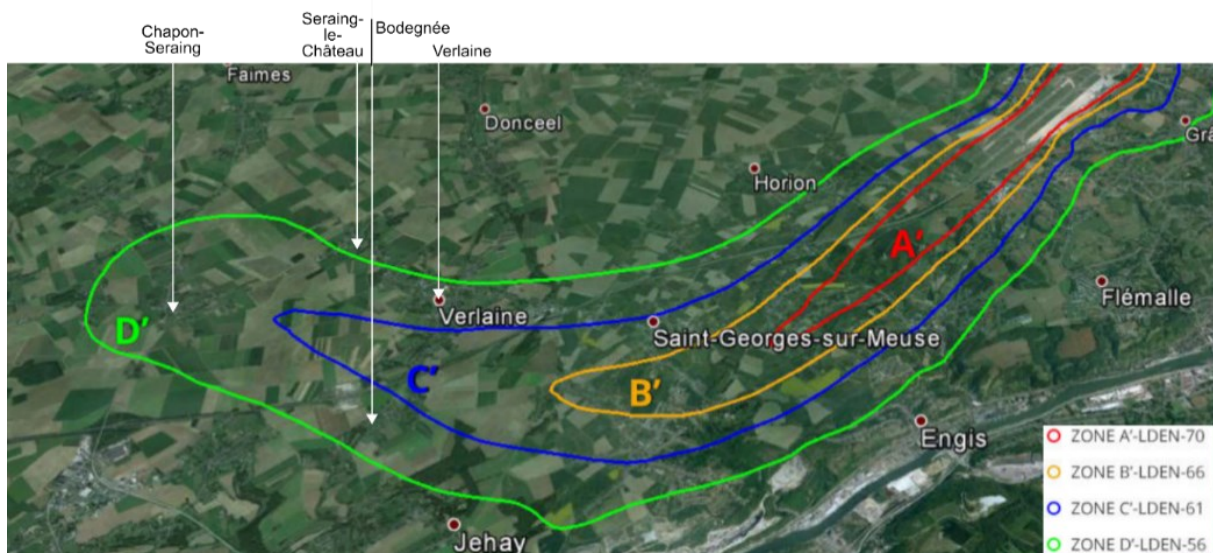 Chapon-
Seraing
Seraing-
le-
Château
Bodegnée
Verlaine
Faimes
Donceel
Horion
Grâ
A'
Flémalle
Verlaine
Saint-Georges-sur-Meuse
D'
C'
B'
Engis
Jehay
ZONE A'-LDEN-70
ZONE B'-LDEN-66
ZONE C'-LDEN-61
ZONE D'-LDEN-56